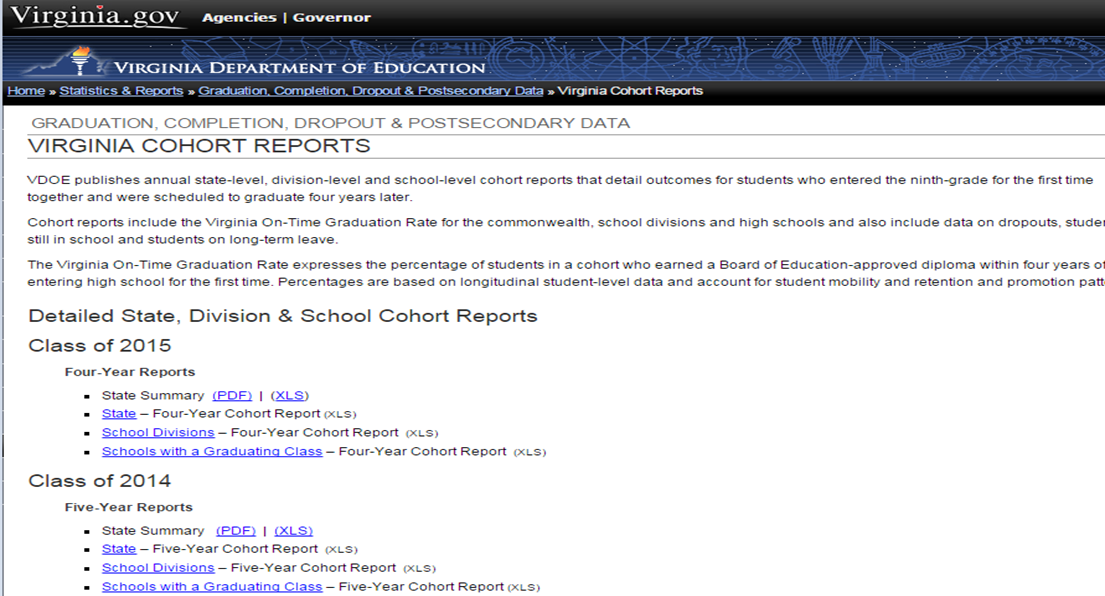 Virginia.gov Agencies | Governor
VIRGINIA DEPARTMENT OF EDUCATION
Home » Statistics & Reports » Graduation, Completion, Dropout & Postsecondary Data » Virginia Cohort Reports
GRADUATION, COMPLETION, DROPOUT & POSTSECONDARY DATA
VIRGINIA COHORT REPORTS
VDOE publishes annual state-level, division-level and school-level cohort reports that detail outcomes for students who entered the ninth-grade for the first time
together and were scheduled to graduate four years later.
Cohort reports include the Virginia On-Time Graduation Rate for the commonwealth, school divisions and high schools and also include data on dropouts,
still in school and students on long-term leave.
The Virginia On-Time Graduation Rate expresses the percentage of students in a cohort who earned a Board of Education-approved diploma within four years of
entering high school for the first time. Percentages are based on longitudinal student-level data and account for student mobility and retention and promotion
Detailed State, Division & School Cohort Reports
Class of 2015
Four-Year Reports
▪ State Summary (PDF) | (XLS)
▪ State – Four-Year Cohort Report (XLS)
▪ School Divisions – Four-Year Cohort Report (XLS)
▪ Schools with a Graduating Class – Four-Year Cohort Report (XLS)
Class of 2014
Five-Year Reports
▪ State Summary (PDF) | (XLS)
▪ State – Five-Year Cohort Report (XLS)
▪ School Divisions – Five-Year Cohort Report (XLS)
▪ Schools with a Graduating Class – Five-Year Cohort Report (XLS)